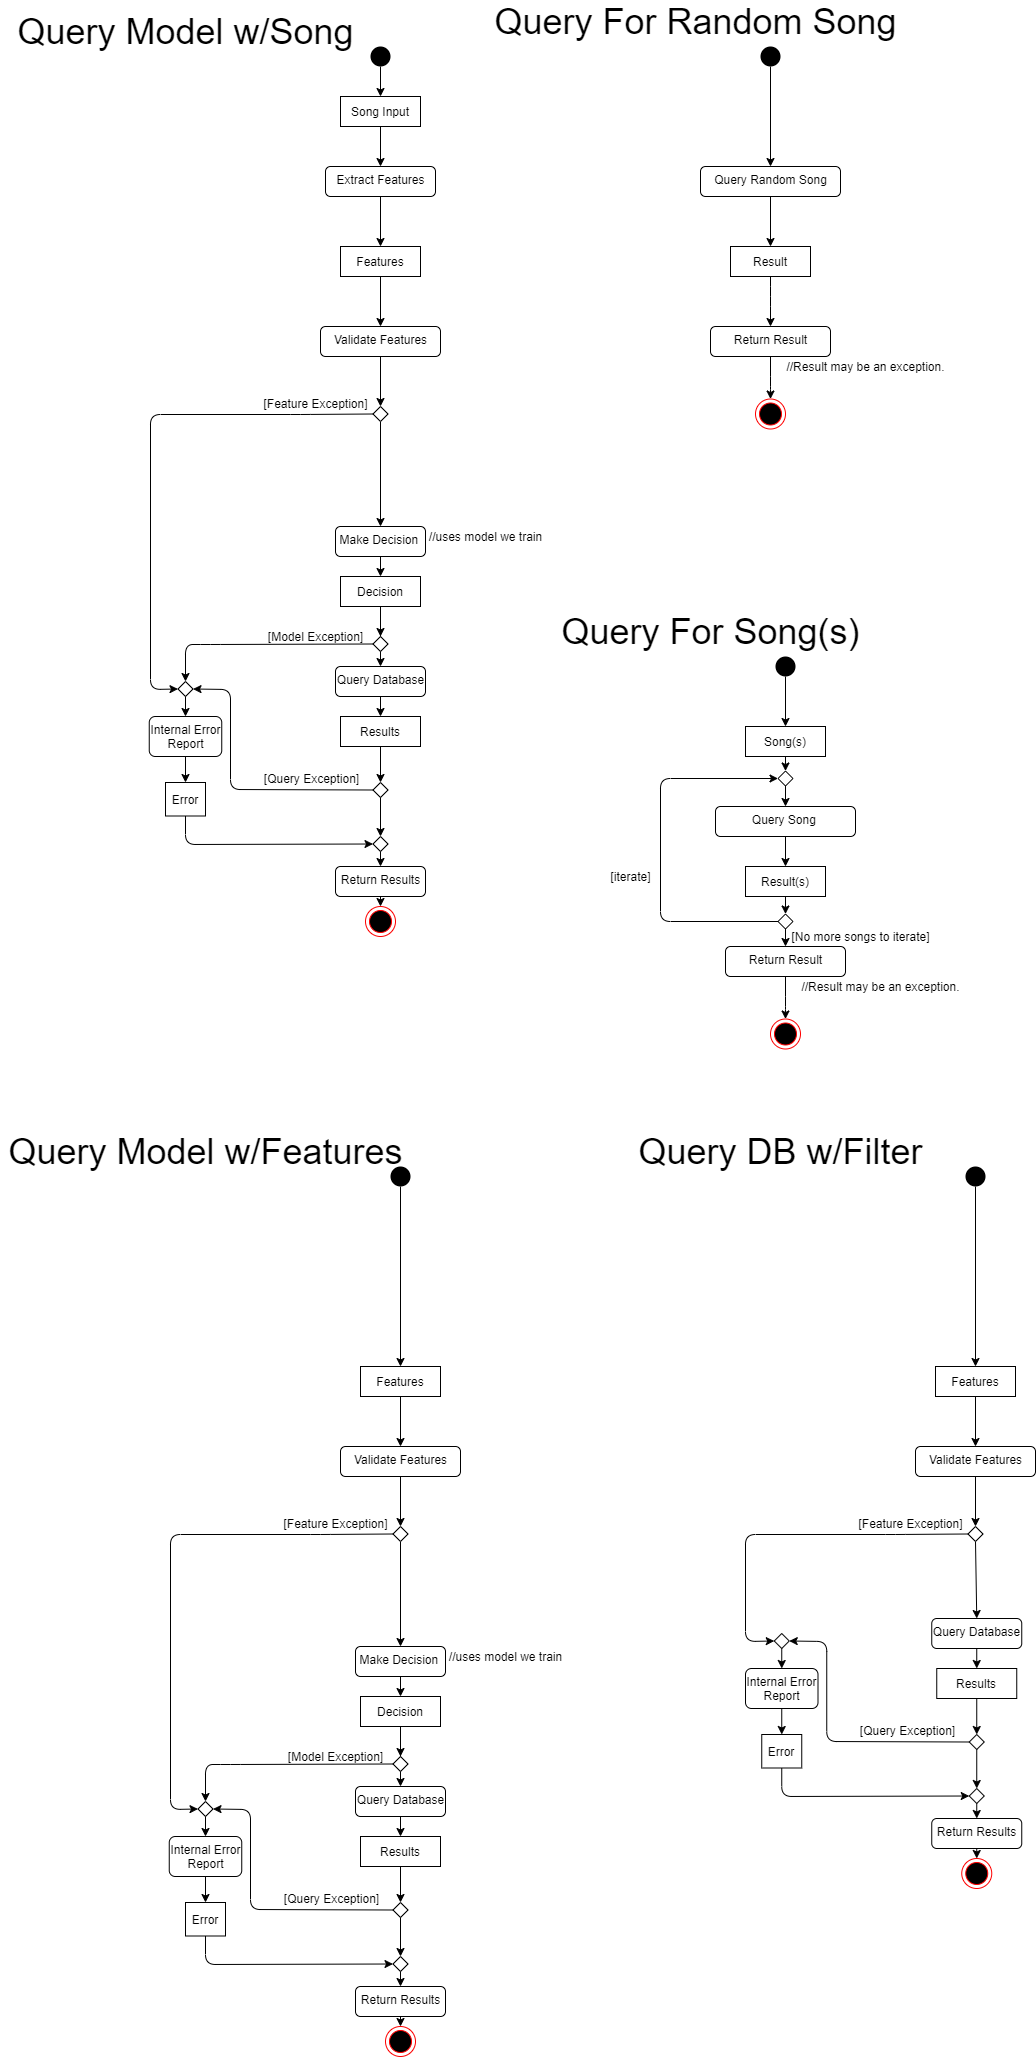 Query Model w/Song
Song Input
Extract Features
Features
Validate Features
[Feature Exception]
Make Decision
//uses model we train
Decision
[Model Exception]
Query Database
Internal Error
Report
Results
[Query Exception]
Error
Return Results
Query For Random Song
Query Random Song
Result
Return Result
//Result may be an exception.
Query For Song(s)
Song(s)
Query Song
[iterate]
Result(s)
[No more songs to iterate]
Return Result
//Result may be an exception.
Query Model w/Features
Features
Validate Features
[Feature Exception]
Make Decision
//uses model we train
Decision
[Model Exception]
Query Database
Internal Error
Report
Results
[Query Exception]
Error
Return Results
Query DB w/Filter
Features
Validate Features
[Feature Exception]
Query Database
Internal Error
Report
Results
[Query Exception]
Error
Return Results